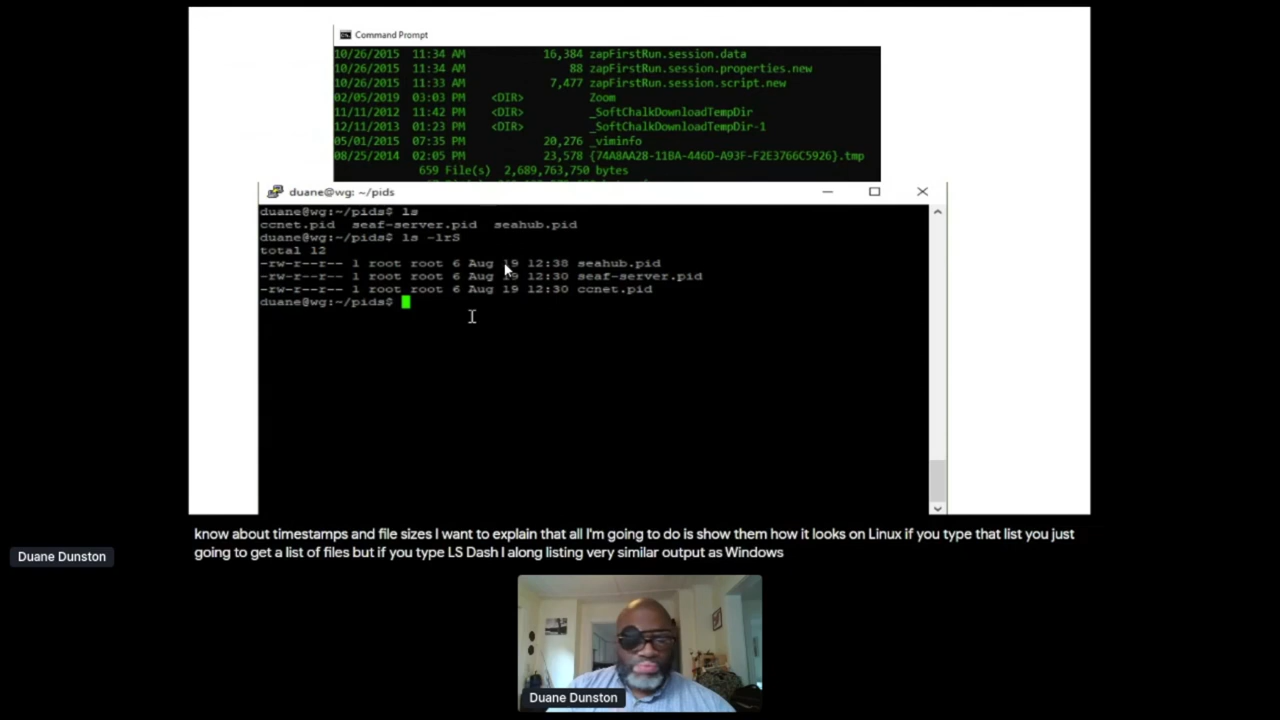 Command Prompt
10/26/2015 11:34 AM 16,384 zapFirstRun.session.data
10/26/2015 11:34 AM 88 zapFirstRun.session.properties.new
10/26/2015 11:33 AM 7,477 zapFirstRun.session.script.new
02/05/2019 03:03 PM <DIR> Zoom
11/11/2012 11:42 PM <DIR> _SoftChalkDownloadTempDir
12/11/2013 01:23 PM <DIR> _SoftChalkDownloadTempDir-1
05/01/2015 07:35 PM 20,276 _viminfo
08/25/2014 02:05 PM 23,578 {74A8AA28-11BA-446D-A93F-F2E3766C5926}.tmp
659 File(s) 2,689,763,750 bytes
duane@wg: ~/pids
duane@wg:~/pids$ ls
ccnet.pid seaf-server.pid seahub.pid
duane@wg:~/pids$ ls -lrS
total 12
-rw-r--r-- 1 root root 6 Aug 19 12:38 seahub.pid
-rw-r--r-- 1 root root 6 Aug 19 12:30 seaf-server.pid
-rw-r--r-- 1 root root 6 Aug 19 12:30 ccnet.pid
duane@wg:~/pids$
know about timestamps and file sizes I want to explain that all I'm going to do is show them how it looks on Linux if you type that list you just
going to get a list of files but if you type LS Dash l along listing very similar output as Windows
Duane Dunston
Duane Dunston